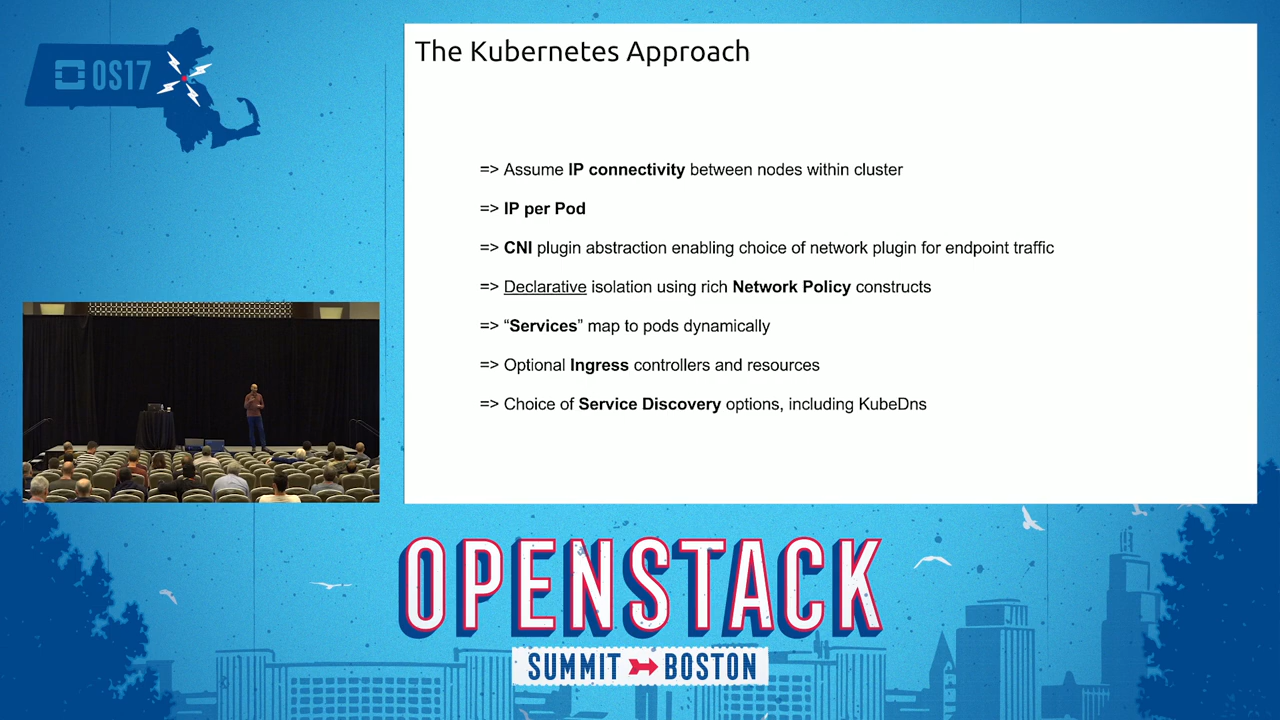 OS17
The Kubernetes Approach
=> Assume IP connectivity between nodes within cluster
=> IP per Pod
=> CNI plugin abstraction enabling choice of network plugin for endpoint traffic
=> Declarative isolation using rich Network Policy constructs
=> “Services” map to pods dynamically
=> Optional Ingress controllers and resources
=> Choice of Service Discovery options, including KubeDns
OPENSTACK
SUMMIT BOSTON